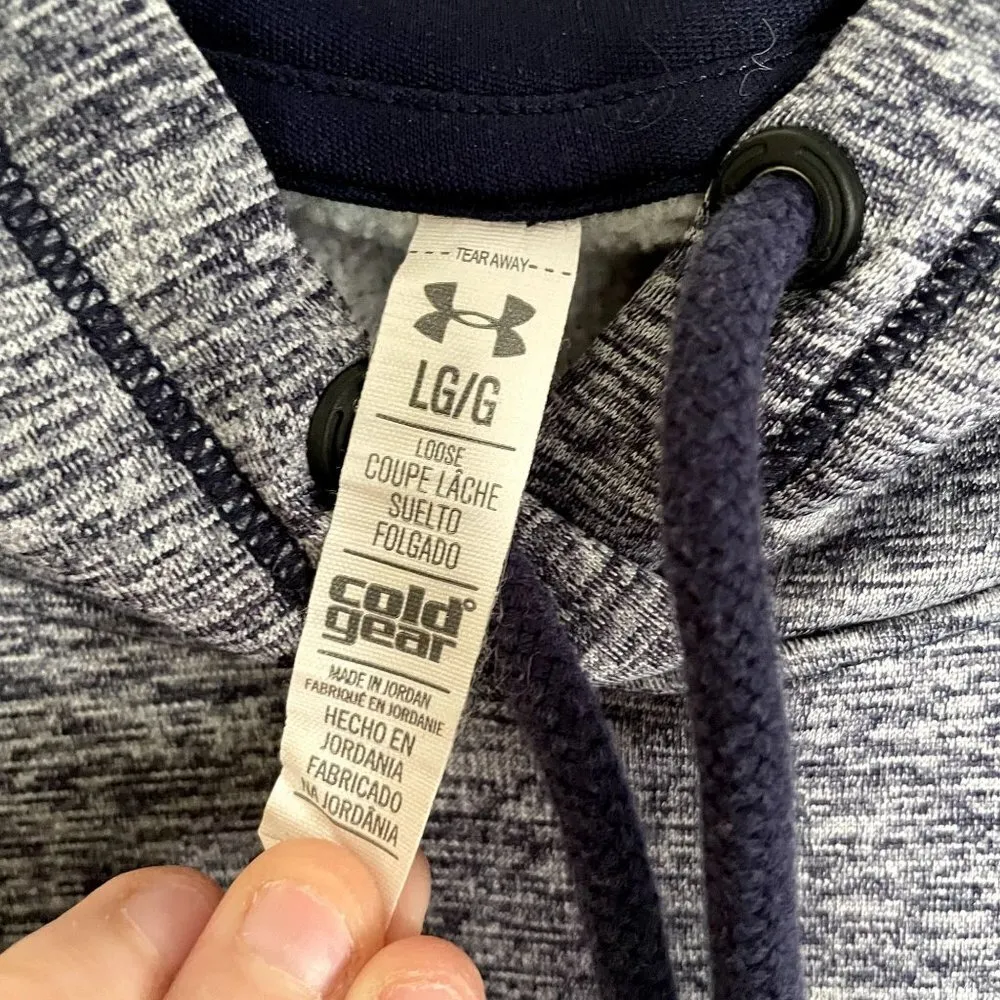 TEAR AWAY
LG/G
LOOSE
COUPE LÂCHE
SUELTO
FOLGADO
cold
gear
MADE IN JORDAN
FABRIQUÉ EN JORDANIE
HECHO EN
JORDANIA
FABRICADO
NA JORDÂNIA